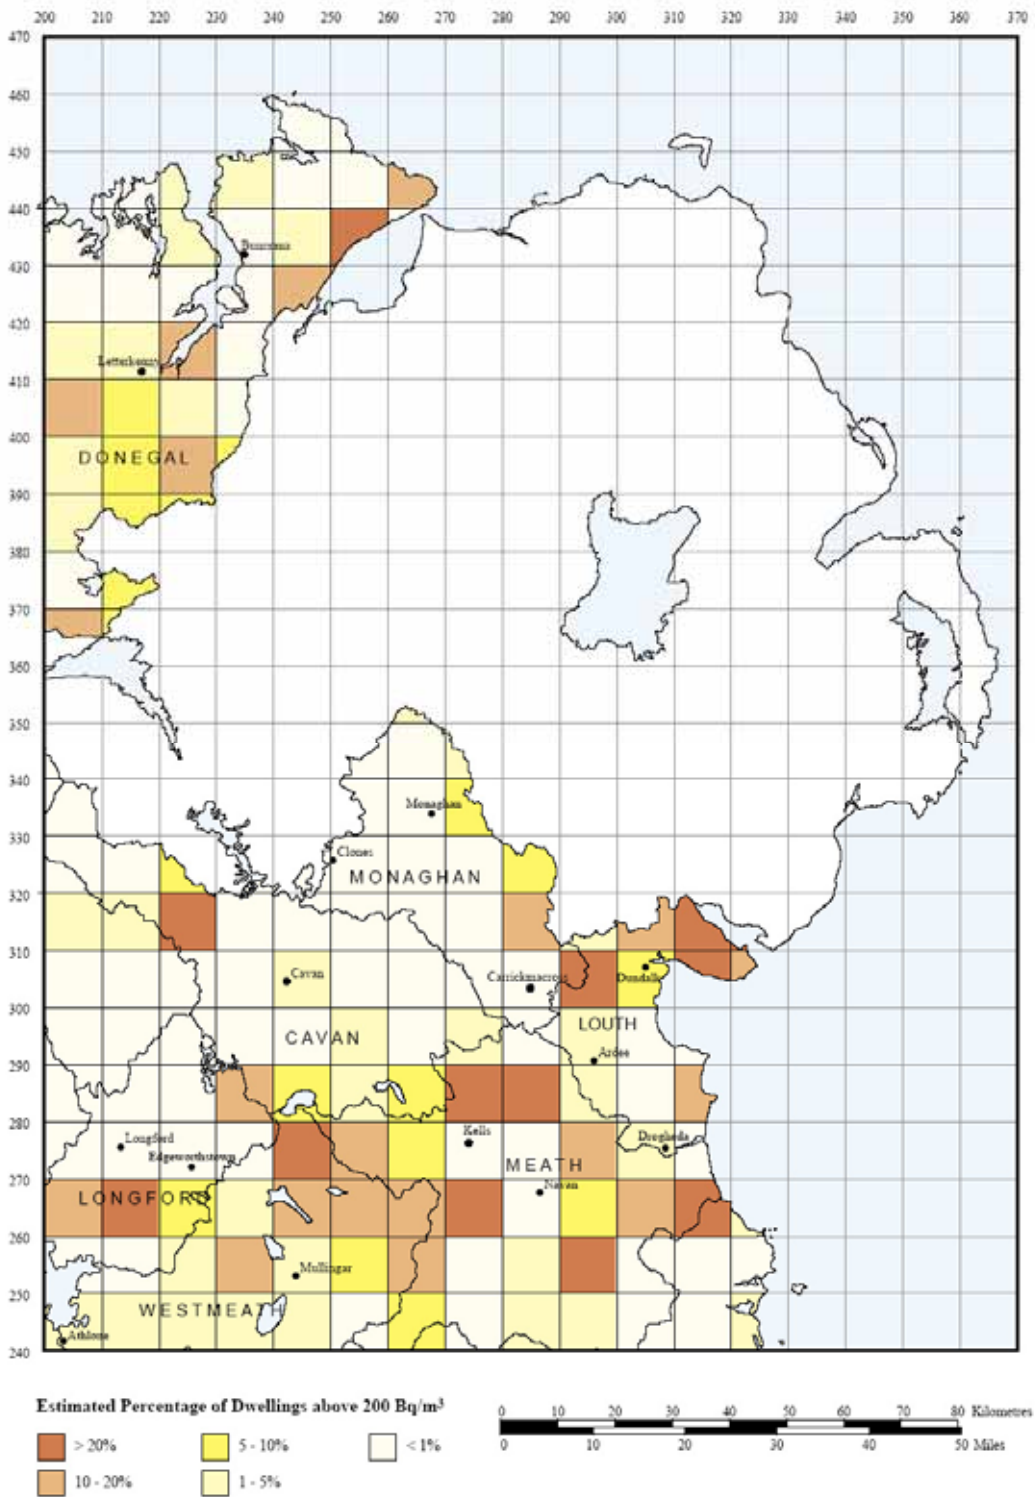 200 210 220 230 240 250 260 270 280 290 300 310 320 330 340 350 360 370
470
460
450
440
430
420
410
400
390
380
370
360
350
340
330
320
310
300
290
280
270
260
250
240
Buncrana
Letterkenny
DONEGAL
Monaghan
Clones
MONAGHAN
Cavan
Carrickmacross
Dundalk
CAVAN
LOUTH
Ardee
Longford
Kells
Drogheda
Edgeworthstown
MEATH
LONGFORD
Navan
Mullingar
WESTMEATH
Athlone
Estimated Percentage of Dwellings above 200 Bq/m³
> 20% 5 - 10% < 1%
10 - 20% 1 - 5%
0 10 20 30 40 50 60 70 80 Kilometres
0 10 20 30 40 50 Miles